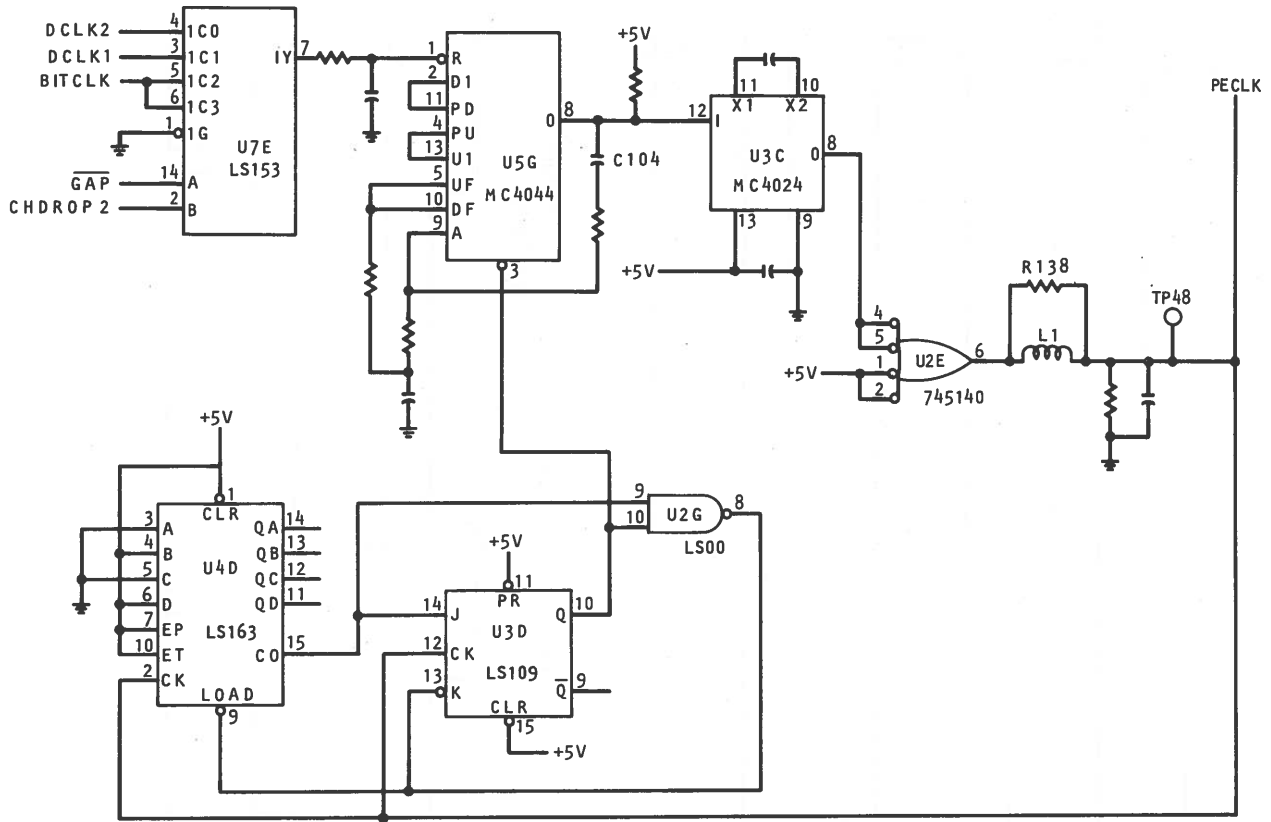 DCLK2 4 1C0
DCLK1 3 1C1
BITCLK 5 1C2
6 1C3
1 1G
GAP 14 A
CHDROP2 2 B
U7E
LS153
IY 7
1 R
2 D1
11 PD
4 PU
13 U1
5 UF
10 DF
9 A
U5G
MC4044
O 8
3
+5V
C104
11 10
X1 X2
12 I
U3C
MC4024
O 8
13 9
+5V
PECLK
4
5
+5V 1
2
U2E 6
745140
R138
L1
TP48
+5V
1
CLR
3 A QA 14
4 B QB 13
5 C QC 12
6 D QD 11
7 EP
10 ET CO 15
2 CK
U4D
LS163
LOAD
9
9
10
U2G 8
LS00
+5V
11
PR
14 J Q 10
12 CK
13 K Q 9
U3D
LS109
CLR
15
+5V